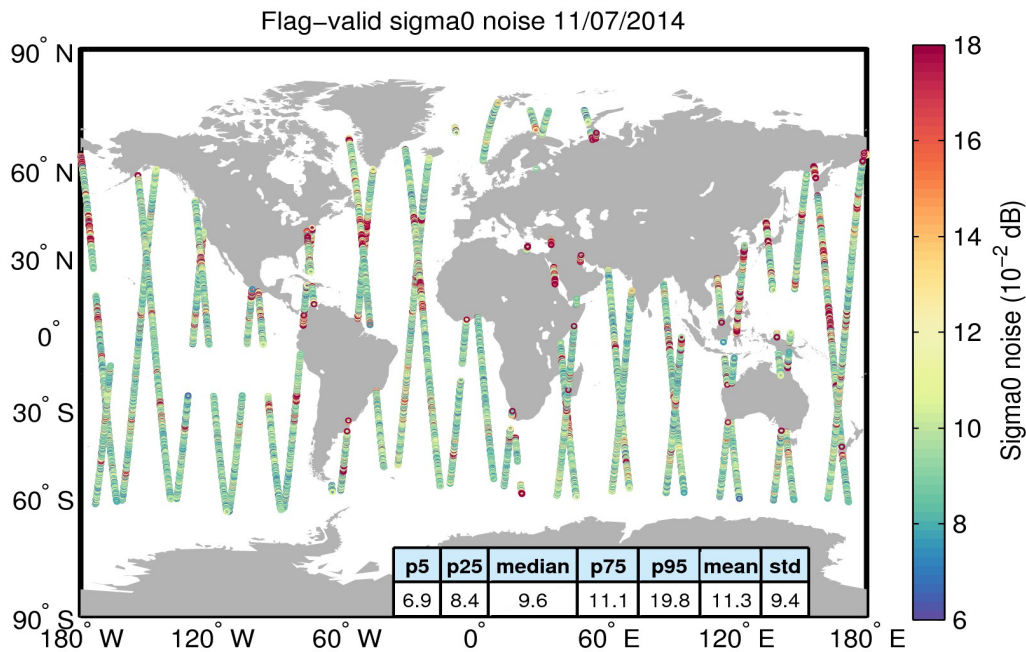 Flag−valid sigma0 noise 11/07/2014
90° N
60° N
30° N
0°
30° S
60° S
90° S
180° W
120° W
60° W
0°
60° E
120° E
180° E
p5 p25 median p75 p95 mean std
6.9 8.4 9.6 11.1 19.8 11.3 9.4
18
16
14
12
10
8
6
Sigma0 noise (10−2 dB)